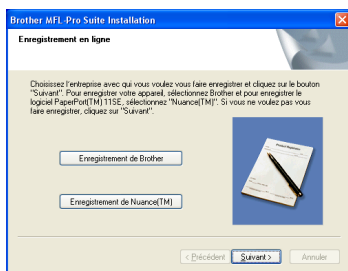 Brother MFL-Pro Suite Installation
Enregistrement en ligne
Choisissez l'entreprise avec qui vous voulez vous faire enregistrer et cliquez sur le bouton
"Suivant". Pour enregistrer votre appareil, sélectionnez Brother et pour enregistrer le
logiciel PaperPort(TM) 11SE, sélectionnez "Nuance(TM)". Si vous ne voulez pas vous
faire enregistrer, cliquez sur "Suivant".
Enregistrement de Brother
Enregistrement de Nuance(TM)
< Précédent
Suivant >
Annuler